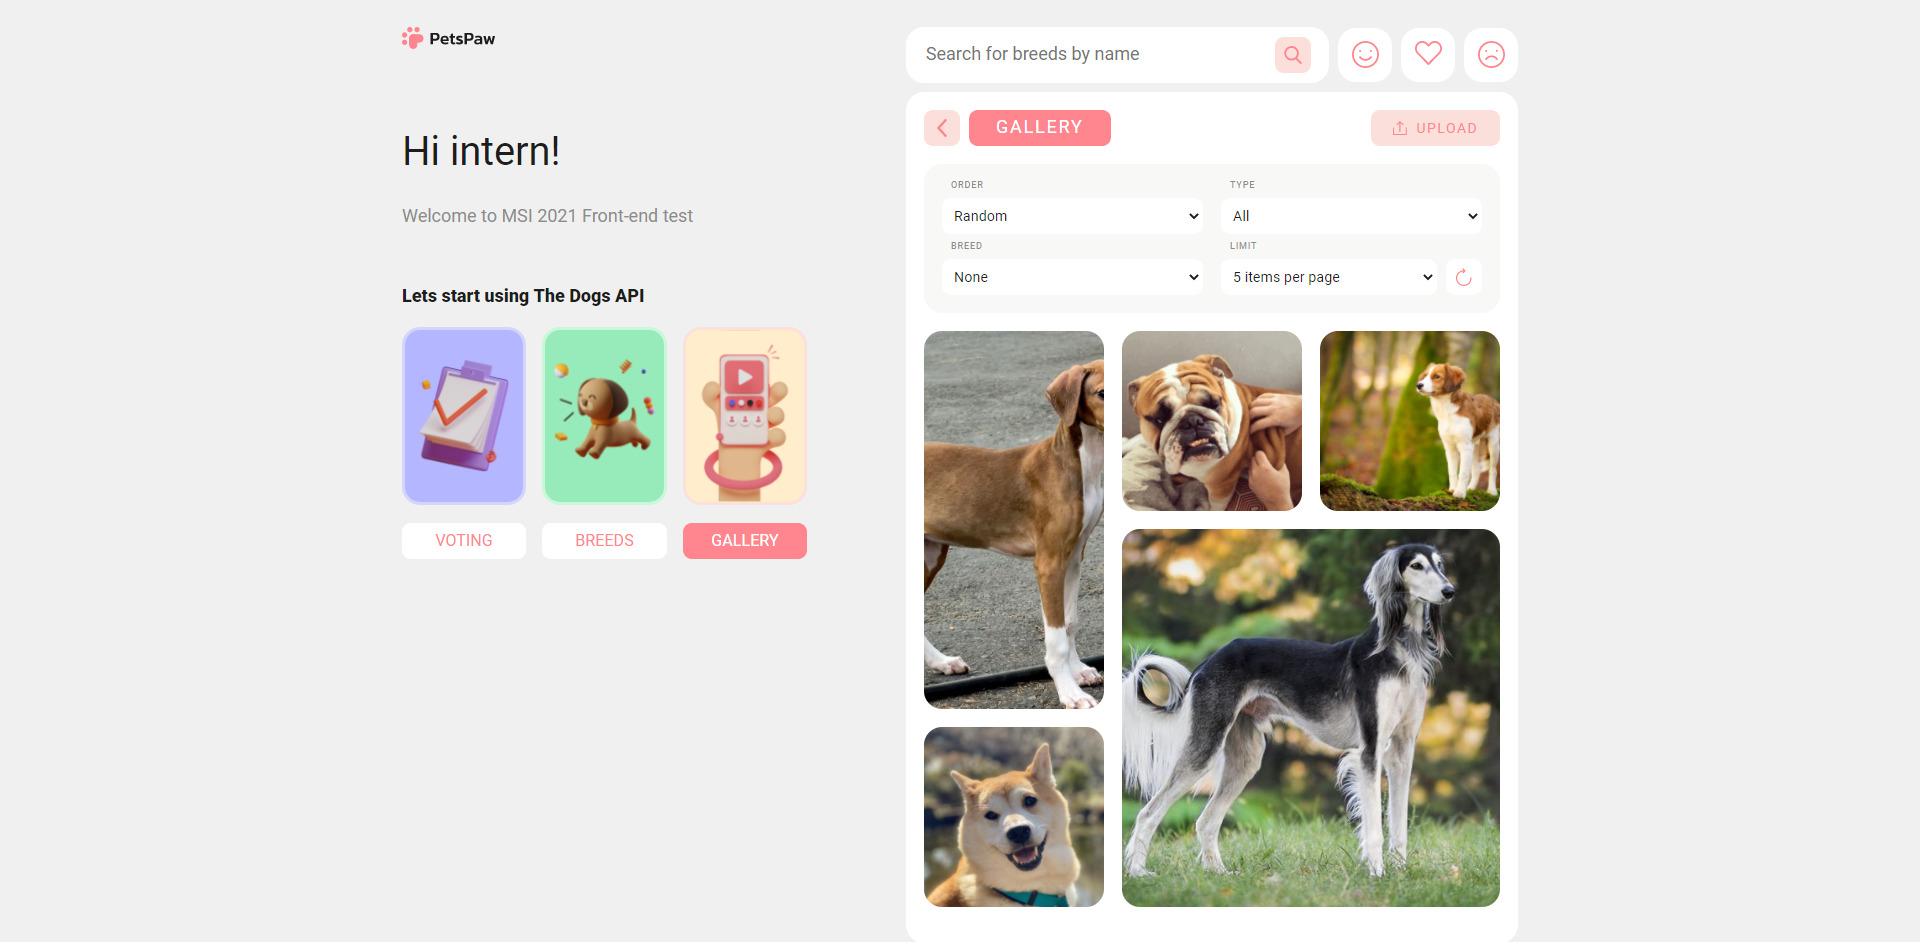 PetsPaw
Hi intern!
Welcome to MSI 2021 Front-end test
Lets start using The Dogs API
VOTING
BREEDS
GALLERY
Search for breeds by name
GALLERY
UPLOAD
ORDER
TYPE
Random
All
BREED
LIMIT
None
5 items per page